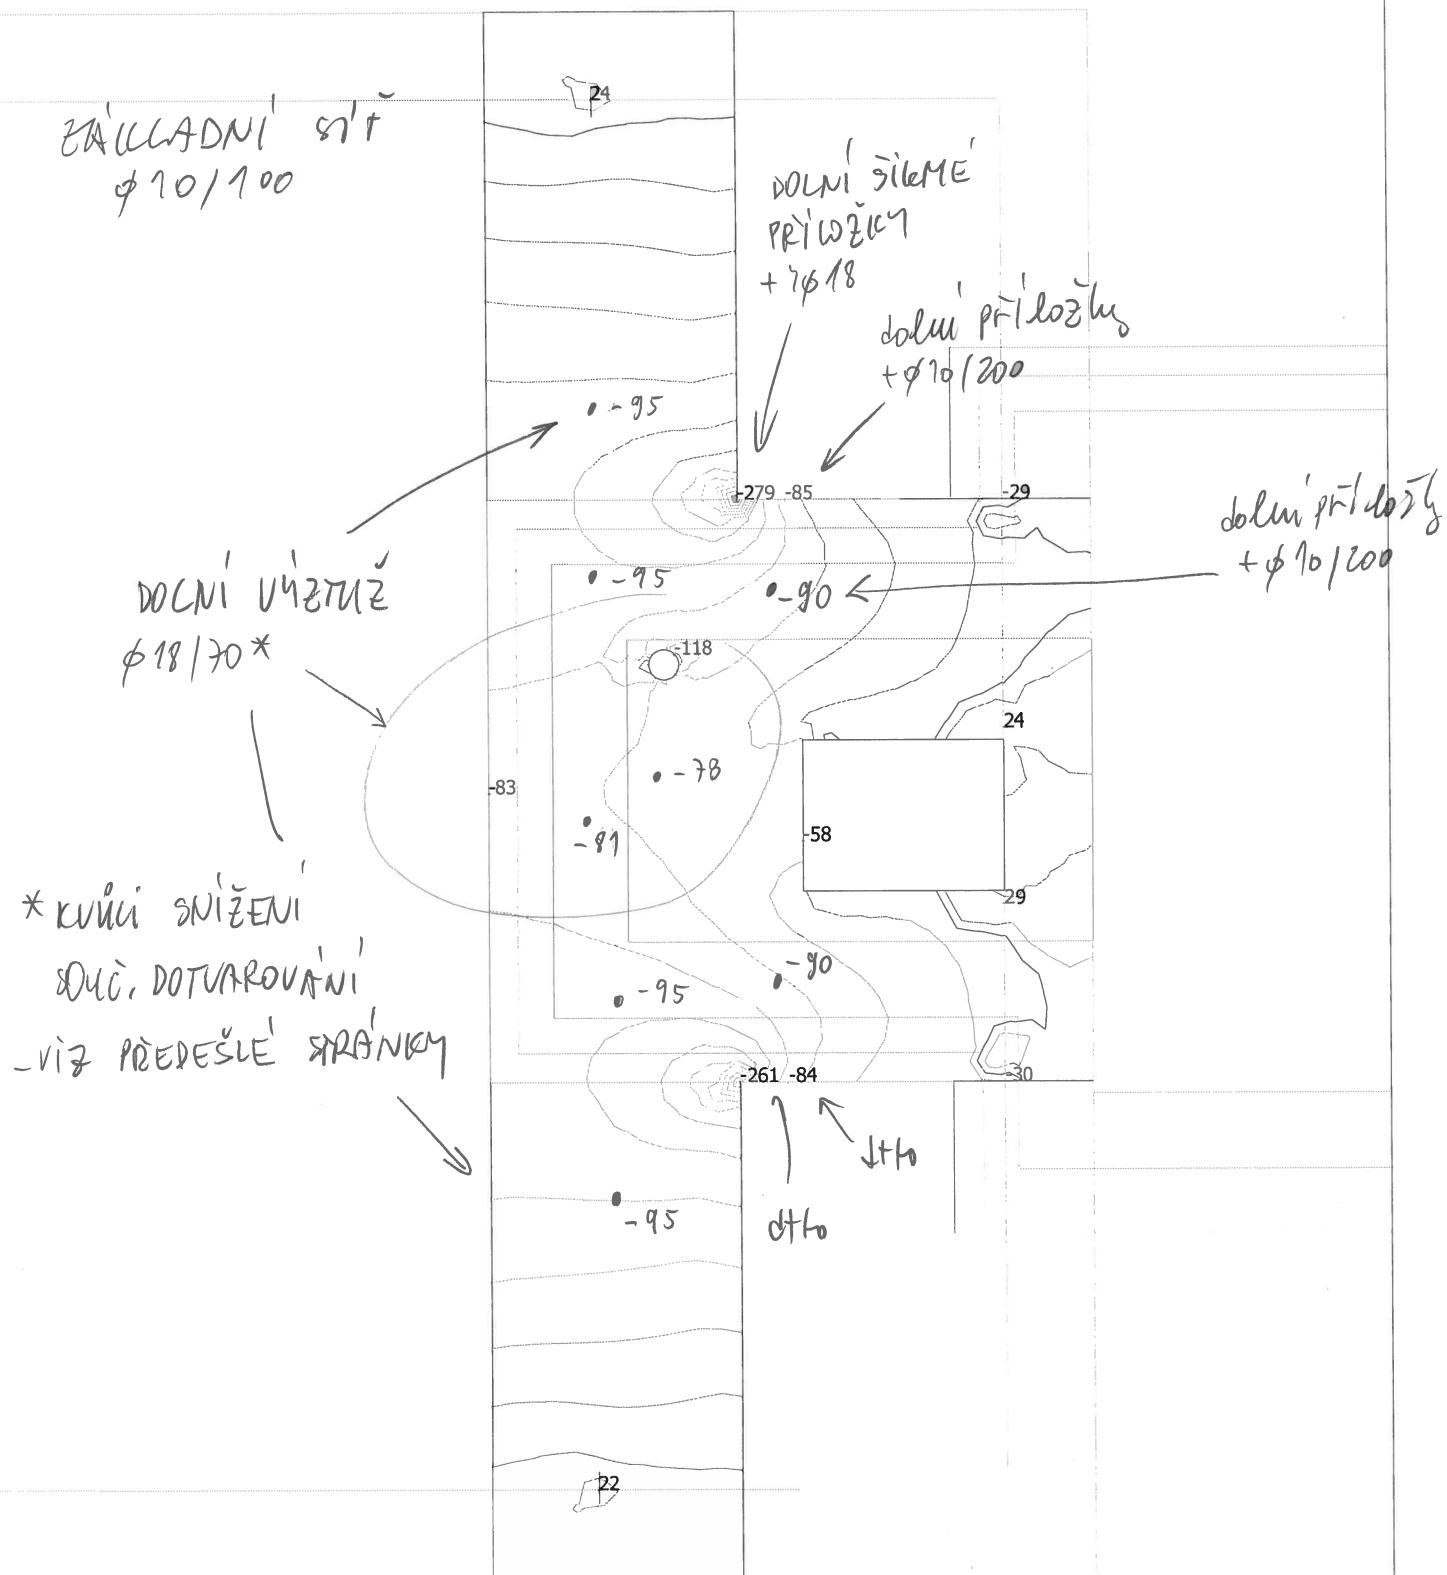 24
ZÁKLADNÍ SÍŤ
ϕ10/100
DOLNÍ ŠIKMÉ
PŘÍLOŽKY
+7ϕ18
dolní příložky
+ϕ10/200
-95
-279 -85
-29
dolní příložky
+ϕ10/200
-95
-90
DOLNÍ VÝZTUŽ
ϕ18/70*
-118
24
-78
-83
-81
-58
29
* KVŮLI SNÍŽENÍ
SOUČ. DOTVAROVÁNÍ
-VIZ PŘEDEŠLÉ STRÁNKY
-90
-95
-261 -84
-30
dtto
dtto
-95
22